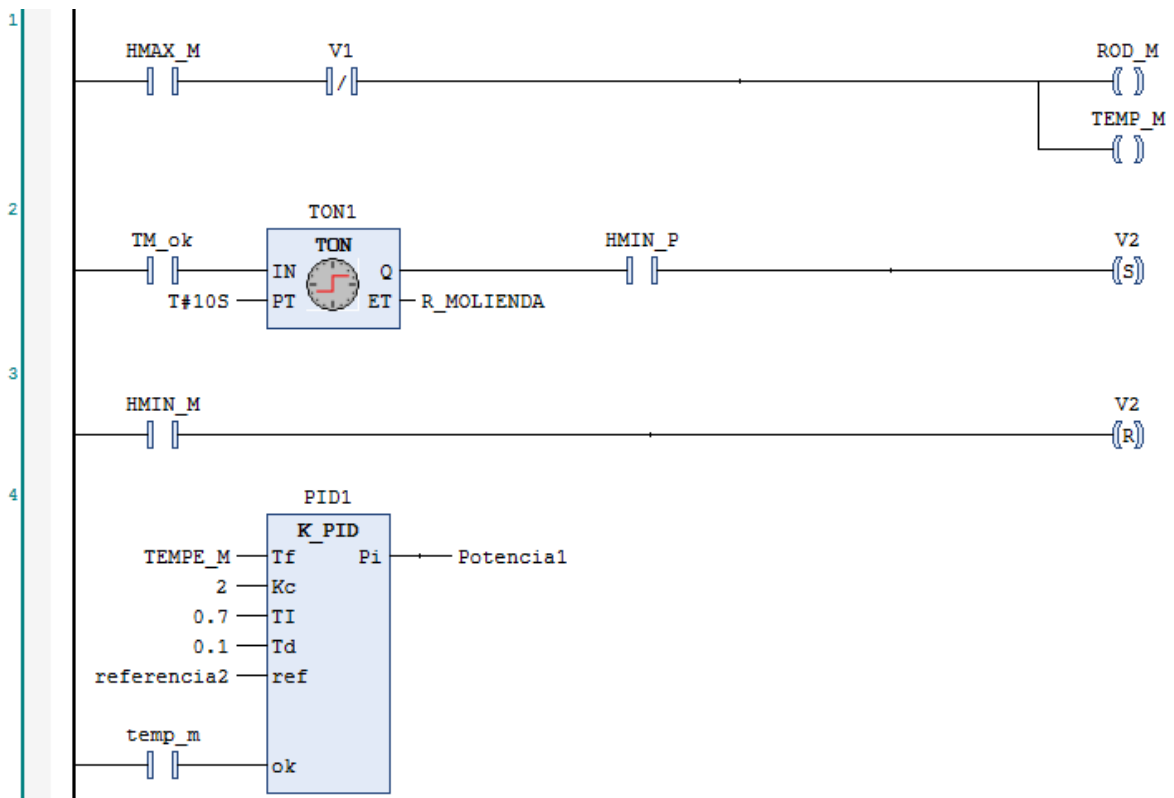 1
HMAX_M V1 ROD_M
/
TEMP_M
2
TON1
TM_ok TON HMIN_P V2
IN Q S
T#10S PT ET R_MOLIENDA
3
HMIN_M V2
R
4
PID1
K_PID
TEMPE_M Tf Pi Potencia1
2 Kc
0.7 TI
0.1 Td
referencia2 ref
temp_m
ok